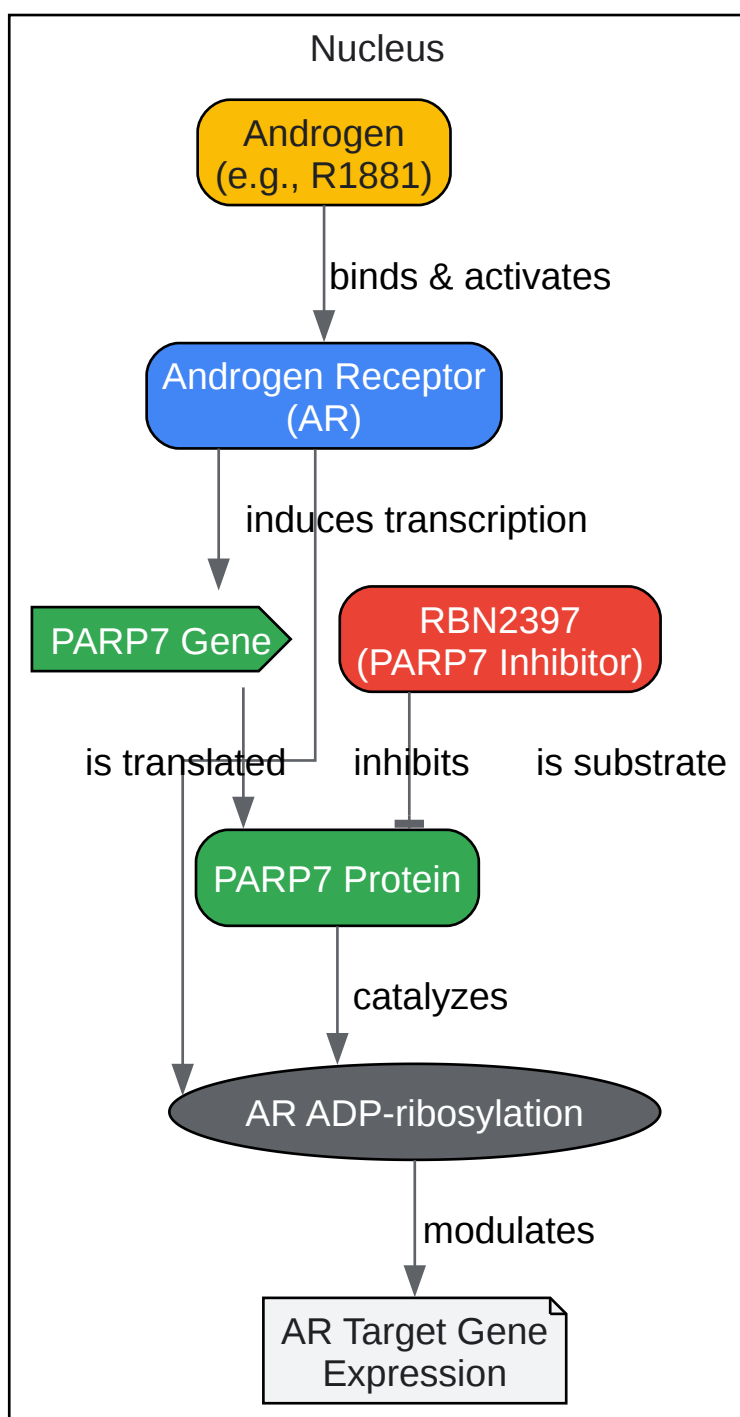 Nucleus
Androgen
(e.g., R1881)
binds & activates
Androgen Receptor
(AR)
induces transcription
PARP7 Gene
RBN2397
(PARP7 Inhibitor)
is translated
inhibits
is substrate
PARP7 Protein
catalyzes
AR ADP-ribosylation
modulates
AR Target Gene
Expression